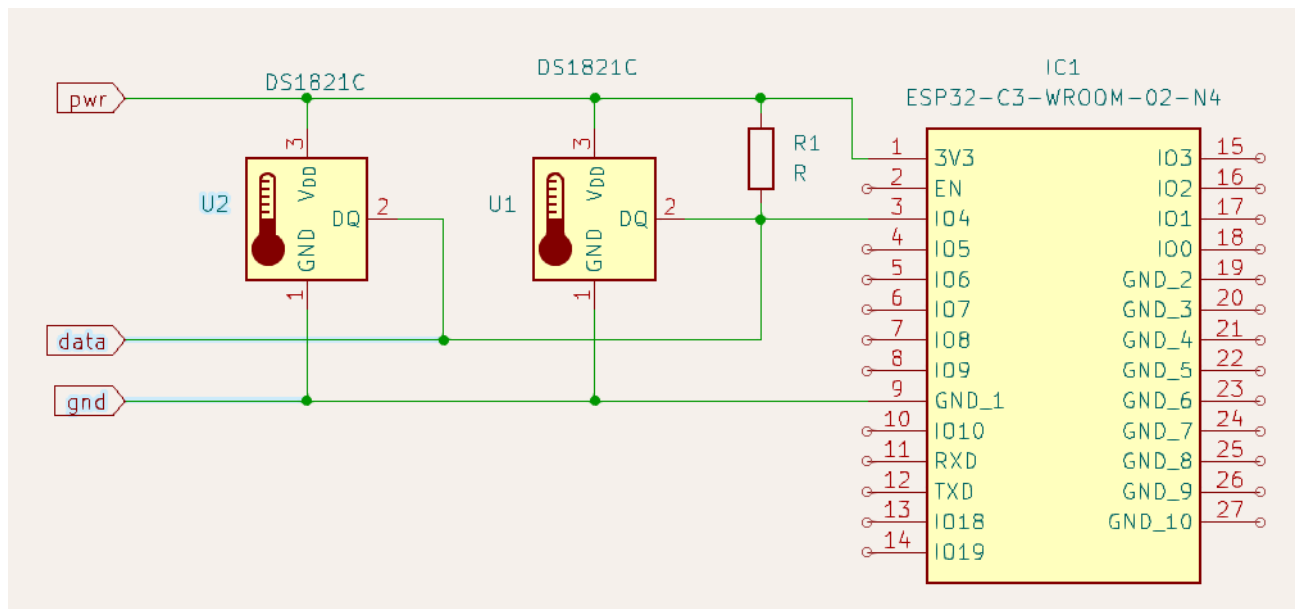 pwr
data
gnd
DS1821C
U2
3
VDD
DQ
2
GND
1
DS1821C
U1
3
VDD
DQ
2
GND
1
R1
R
IC1
ESP32-C3-WROOM-02-N4
1 3V3
2 EN
3 IO4
4 IO5
5 IO6
6 IO7
7 IO8
8 IO9
9 GND_1
10 IO10
11 RXD
12 TXD
13 IO18
14 IO19
IO3 15
IO2 16
IO1 17
IO0 18
GND_2 19
GND_3 20
GND_4 21
GND_5 22
GND_6 23
GND_7 24
GND_8 25
GND_9 26
GND_10 27